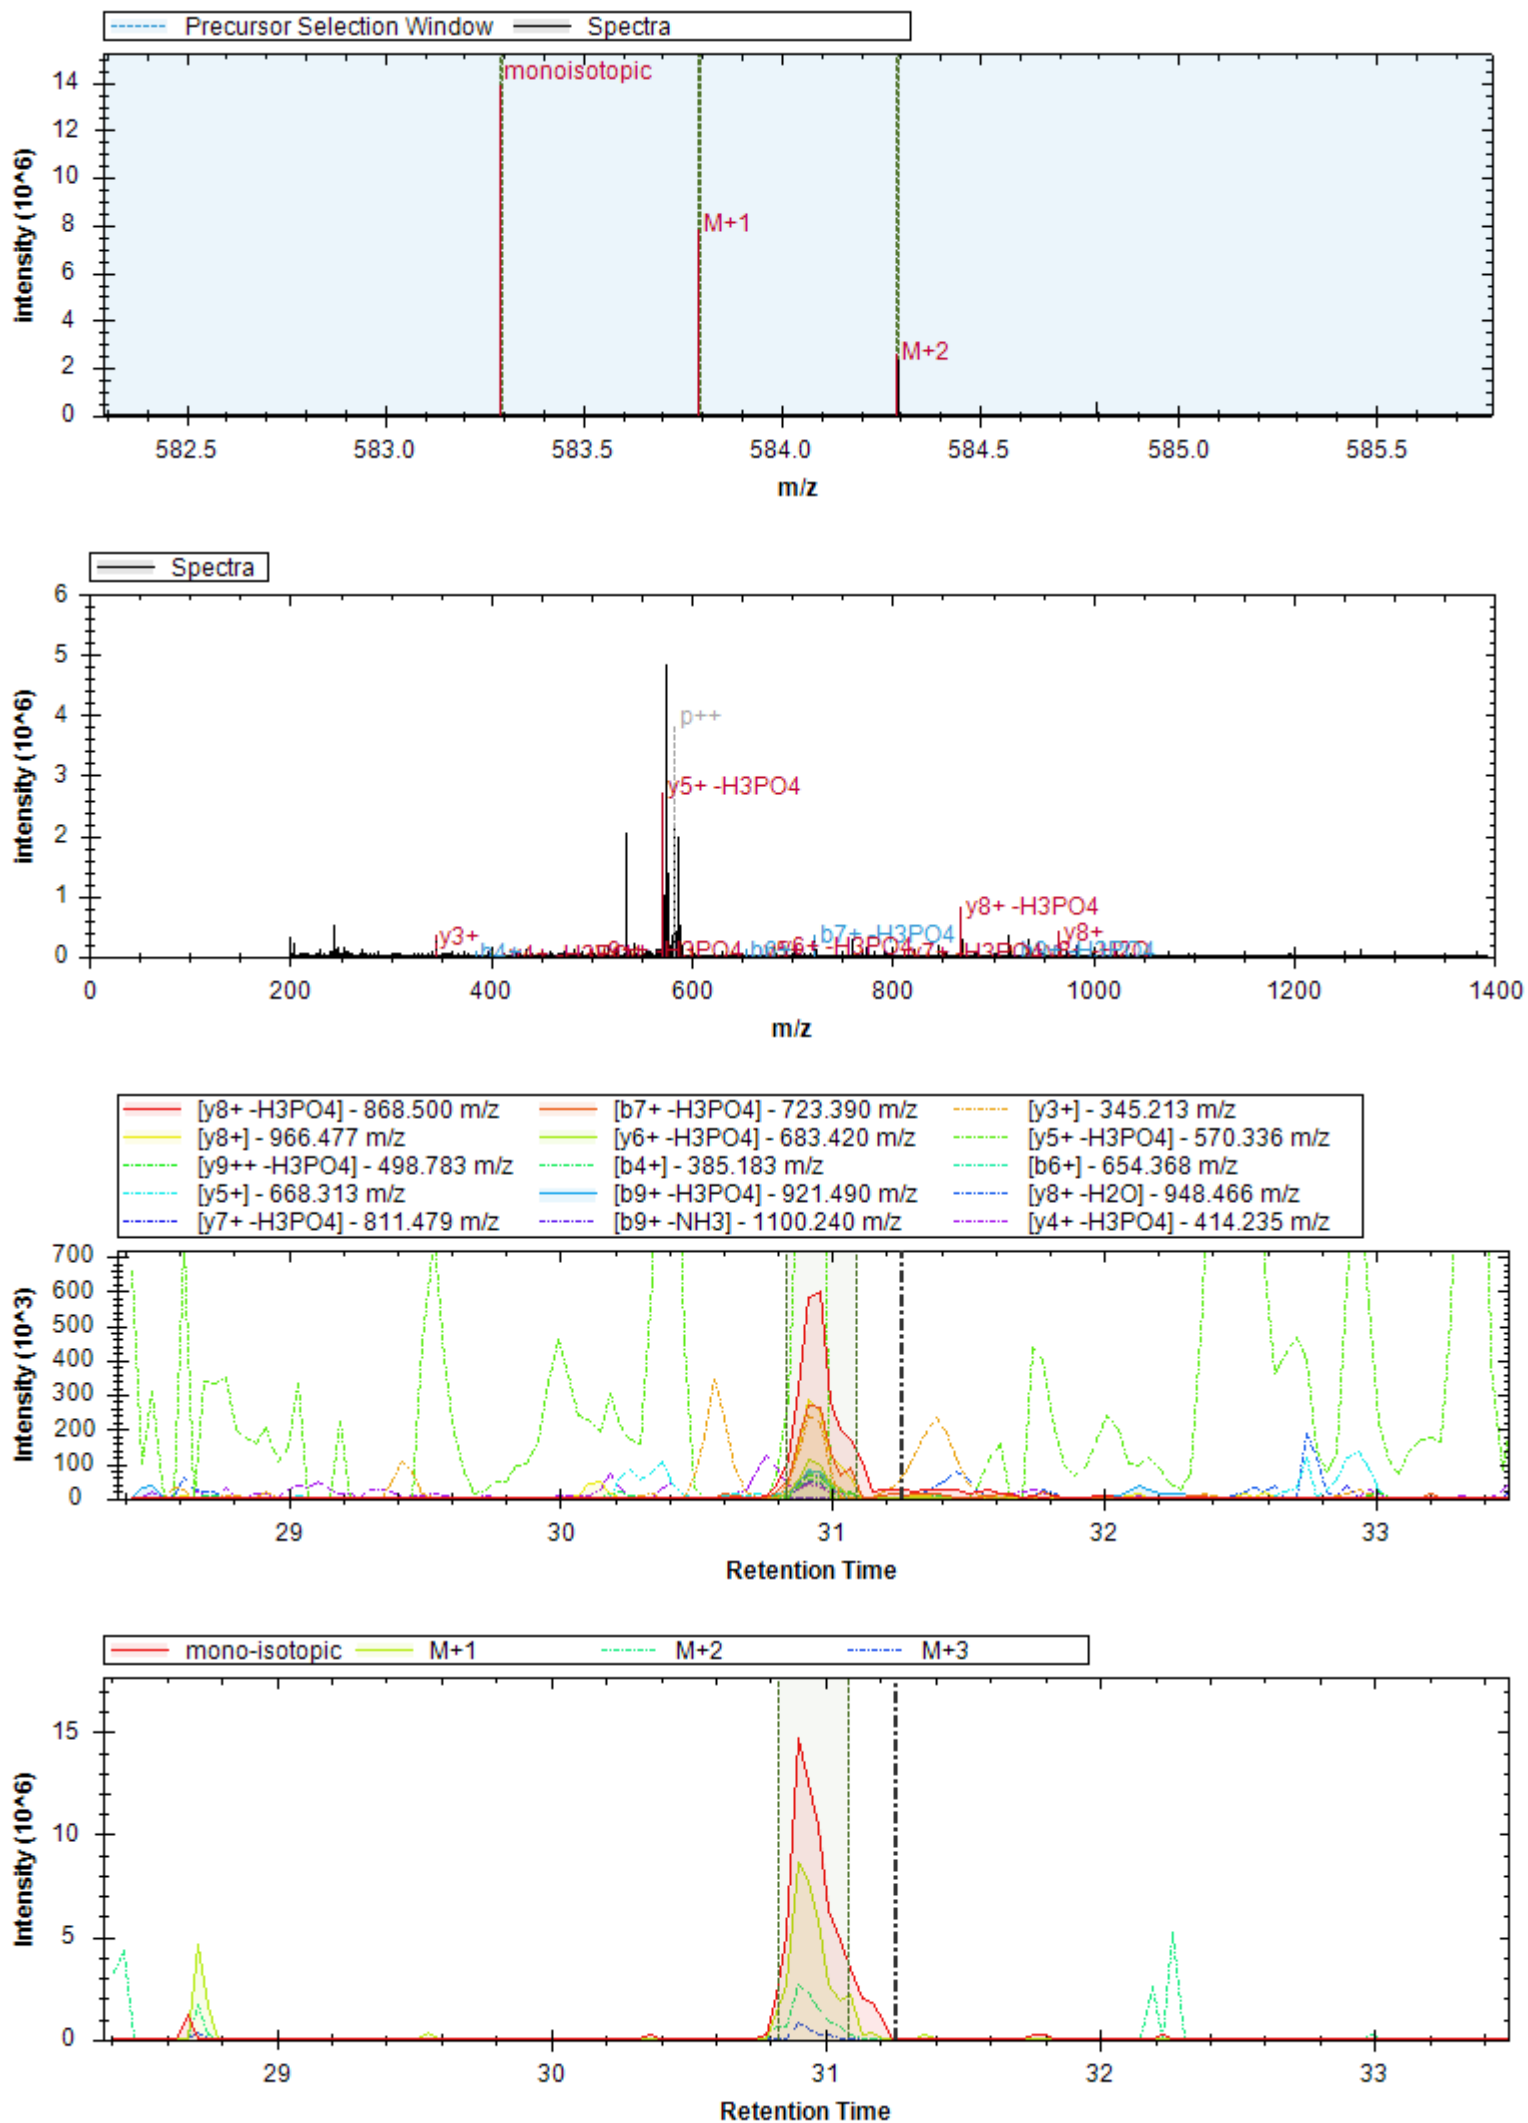 Precursor Selection Window Spectra
monoisotopic
M+1
M+2
14
12
10
8
6
4
2
0
intensity (10^6)
582.5 583.0 583.5 584.0 584.5 585.0 585.5
m/z
Spectra
6
5
4
3
2
1
0
intensity (10^6)
p++
y5+ -H3PO4
y8+ -H3PO4
y3+
b7+ -H3PO4
y8+
0 200 400 600 800 1000 1200 1400
m/z
[y8+ -H3PO4] - 868.500 m/z [b7+ -H3PO4] - 723.390 m/z [y3+] - 345.213 m/z
[y8+] - 966.477 m/z [y6+ -H3PO4] - 683.420 m/z [y5+ -H3PO4] - 570.336 m/z
[y9++ -H3PO4] - 498.783 m/z [b4+] - 385.183 m/z [b6+] - 654.368 m/z
[y5+] - 668.313 m/z [b9+ -H3PO4] - 921.490 m/z [y8+ -H2O] - 948.466 m/z
[y7+ -H3PO4] - 811.479 m/z [b9+ -NH3] - 1100.240 m/z [y4+ -H3PO4] - 414.235 m/z
700
600
500
400
300
200
100
0
Intensity (10^3)
29 30 31 32 33
Retention Time
mono-isotopic M+1 M+2 M+3
15
10
5
0
Intensity (10^6)
29 30 31 32 33
Retention Time